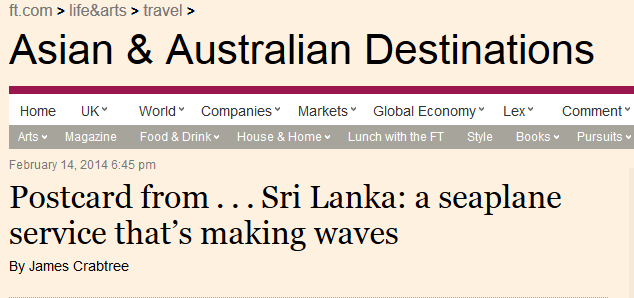 ft.com > life&arts > travel >
Asian & Australian Destinations
Home UK World Companies Markets Global Economy Lex Comment
Arts Magazine Food & Drink House & Home Lunch with the FT Style Books Pursuits
February 14, 2014 6:45 pm
Postcard from . . . Sri Lanka: a seaplane
service that’s making waves
By James Crabtree